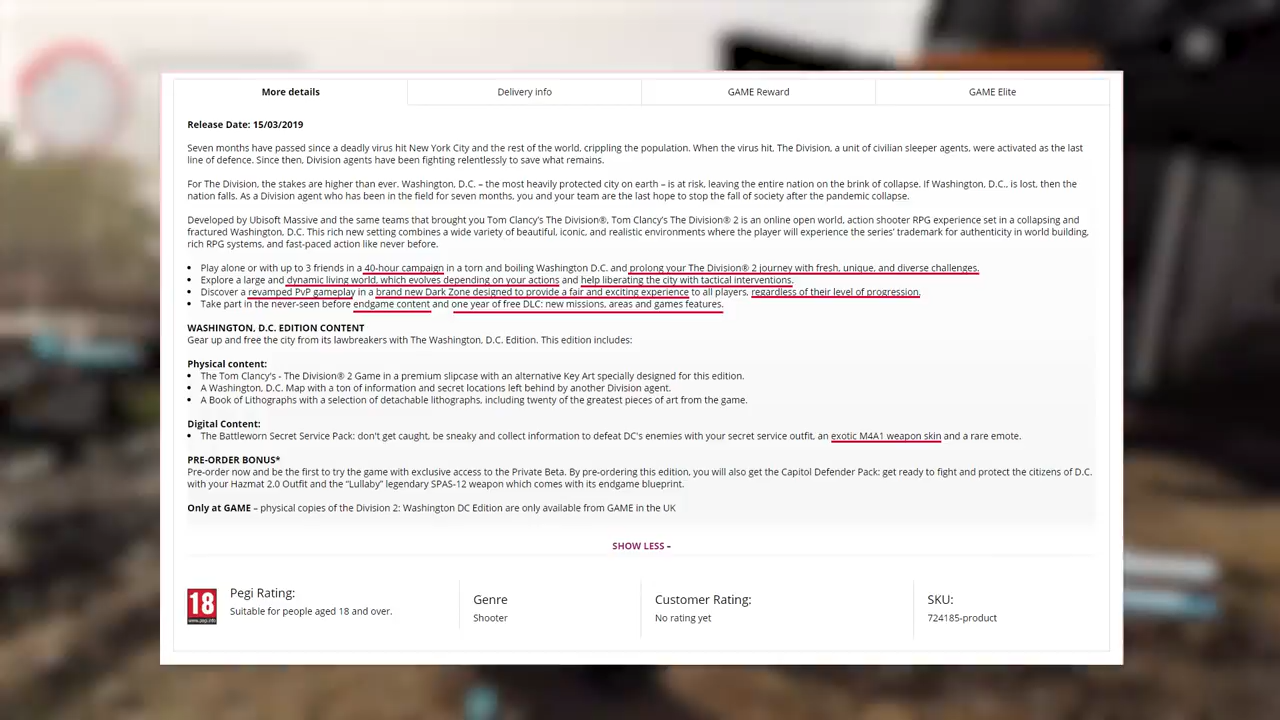 More details
Delivery info
GAME Reward
GAME Elite
Release Date: 15/03/2019
Seven months have passed since a deadly virus hit New York City and the rest of the world, crippling the population. When the virus hit, The Division, a unit of civilian sleeper agents, were activated as the last
line of defence. Since then, Division agents have been fighting relentlessly to save what remains.
For The Division, the stakes are higher than ever. Washington, D.C. – the most heavily protected city on earth – is at risk, leaving the entire nation on the brink of collapse. If Washington, D.C., is lost, then the
nation falls. As a Division agent who has been in the field for seven months, you and your team are the last hope to stop the fall of society after the pandemic collapse.
Developed by Ubisoft Massive and the same teams that brought you Tom Clancy's The Division®, Tom Clancy's The Division® 2 is an online open world, action shooter RPG experience set in a collapsing and
fractured Washington, D.C. This rich new setting combines a wide variety of beautiful, iconic, and realistic environments where the player will experience the series' trademark for authenticity in world building,
rich RPG systems, and fast-paced action like never before.
• Play alone or with up to 3 friends in a 40-hour campaign in a torn and boiling Washington D.C. and prolong your The Division® 2 journey with fresh, unique, and diverse challenges.
• Explore a large and dynamic living world, which evolves depending on your actions and help liberating the city with tactical interventions.
• Discover a revamped PvP gameplay in a brand new Dark Zone designed to provide a fair and exciting experience to all players, regardless of their level of progression.
• Take part in the never-seen before endgame content and one year of free DLC: new missions, areas and games features.
WASHINGTON, D.C. EDITION CONTENT
Gear up and free the city from its lawbreakers with The Washington, D.C. Edition. This edition includes:
Physical content:
• The Tom Clancy's - The Division® 2 Game in a premium slipcase with an alternative Key Art specially designed for this edition.
• A Washington, D.C. Map with a ton of information and secret locations left behind by another Division agent.
• A Book of Lithographs with a selection of detachable lithographs, including twenty of the greatest pieces of art from the game.
Digital Content:
• The Battleworn Secret Service Pack: don't get caught, be sneaky and collect information to defeat DC's enemies with your secret service outfit, an exotic M4A1 weapon skin and a rare emote.
PRE-ORDER BONUS*
Pre-order now and be the first to try the game with exclusive access to the Private Beta. By pre-ordering this edition, you will also get the Capitol Defender Pack: get ready to fight and protect the citizens of D.C.
with your Hazmat 2.0 Outfit and the “Lullaby” legendary SPAS-12 weapon which comes with its endgame blueprint.
Only at GAME – physical copies of the Division 2: Washington DC Edition are only available from GAME in the UK
SHOW LESS –
18
www.pegi.info
Pegi Rating:
Suitable for people aged 18 and over.
Genre
Shooter
Customer Rating:
No rating yet
SKU:
724185-product